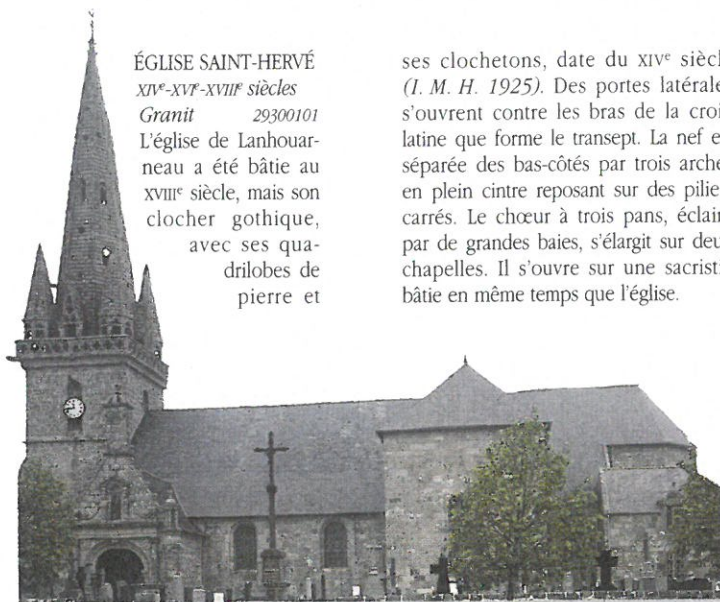 ÉGLISE SAINT-HERVÉ
XIVᵉ-XVIᵉ-XVIIIᵉ siècles
Granit 29300101
L'église de Lanhouar-
neau a été bâtie au
XVIIIᵉ siècle, mais son
clocher gothique,
avec ses qua-
drilobes de
pierre et
ses clochetons, date du XIVᵉ siècl
(I. M. H. 1925). Des portes latérale
s'ouvrent contre les bras de la croi
latine que forme le transept. La nef e
séparée des bas-côtés par trois arche
en plein cintre reposant sur des pilie
carrés. Le chœur à trois pans, éclair
par de grandes baies, s'élargit sur deu
chapelles. Il s'ouvre sur une sacristi
bâtie en même temps que l'église.